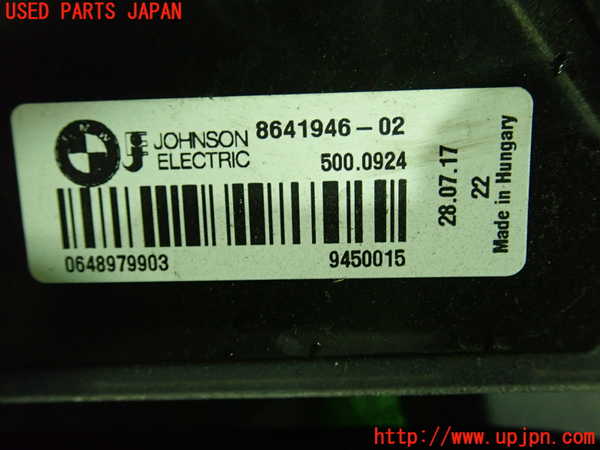 USED PARTS JAPAN
BMW
JOHNSON
ELECTRIC
8641946-02
500.0924
0648979903
9450015
28.07.17
22
Made in Hungary
http://www.upjpn.com/